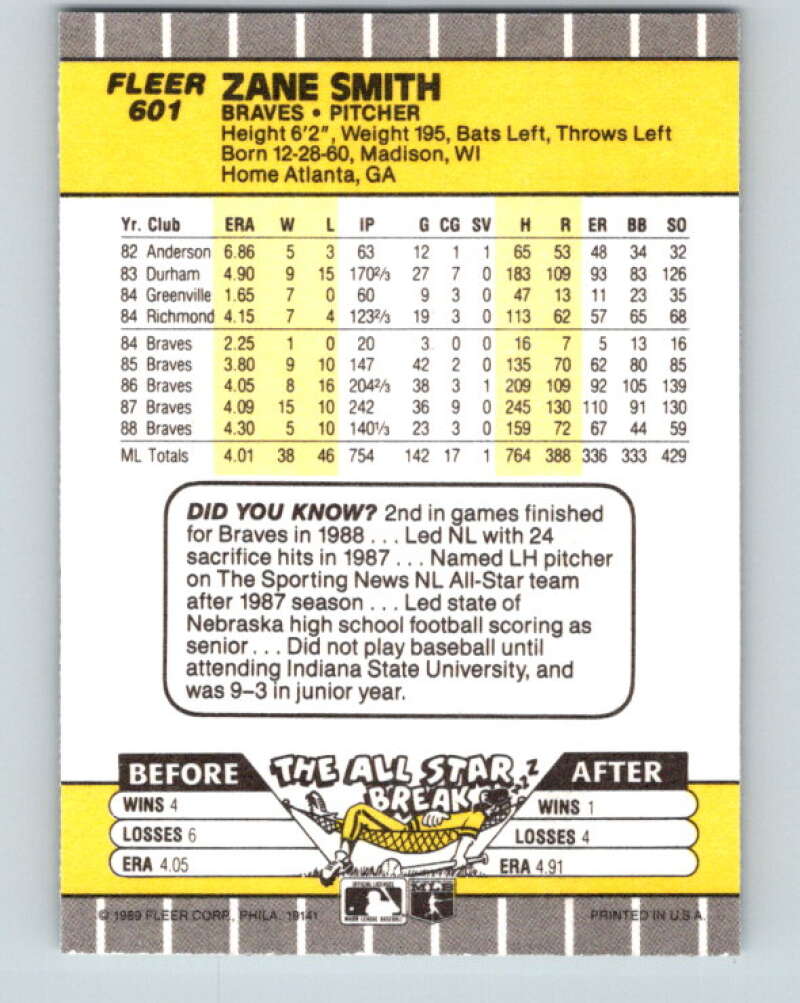 FLEER ZANE SMITH
601 BRAVES • PITCHER
Height 6'2", Weight 195, Bats Left, Throws Left
Born 12-28-60, Madison, WI
Home Atlanta, GA
Yr. Club ERA W L IP G CG SV H R ER BB SO
82 Anderson 6.86 5 3 63 12 1 1 65 53 48 34 32
83 Durham 4.90 9 15 170 2/3 27 7 0 183 109 93 83 126
84 Greenville 1.65 7 0 60 9 3 0 47 13 11 23 35
84 Richmond 4.15 7 4 123 2/3 19 3 0 113 62 57 65 68
84 Braves 2.25 1 0 20 3 0 0 16 7 5 13 16
85 Braves 3.80 9 10 147 42 2 0 135 70 62 80 85
86 Braves 4.05 8 16 204 2/3 38 3 1 209 109 92 105 139
87 Braves 4.09 15 10 242 36 9 0 245 130 110 91 130
88 Braves 4.30 5 10 140 1/3 23 3 0 159 72 67 44 59
ML Totals 4.01 38 46 754 142 17 1 764 388 336 333 429
DID YOU KNOW? 2nd in games finished
for Braves in 1988 . . . Led NL with 24
sacrifice hits in 1987 . . . Named LH pitcher
on The Sporting News NL All-Star team
after 1987 season . . . Led state of
Nebraska high school football scoring as
senior . . . Did not play baseball until
attending Indiana State University, and
was 9–3 in junior year.
BEFORE THE ALL STAR BREAK Z Z Z AFTER
WINS 4 WINS 1
LOSSES 6 LOSSES 4
ERA 4.05 ERA 4.91
© 1989 FLEER CORP., PHILA. 19141 PRINTED IN U.S.A.